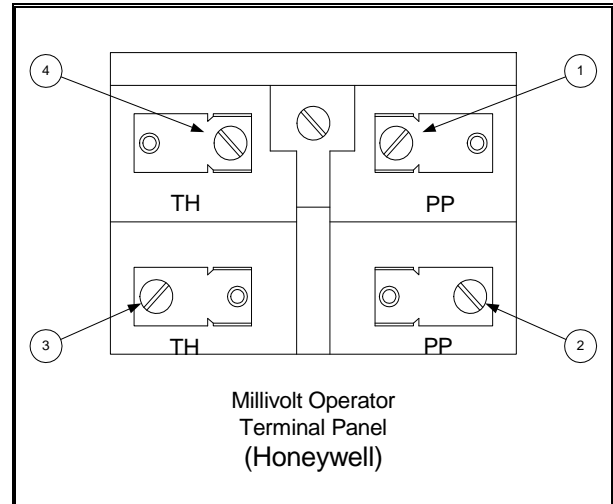 4
1
TH
PP
3
TH
PP
2
Millivolt Operator
Terminal Panel
(Honeywell)